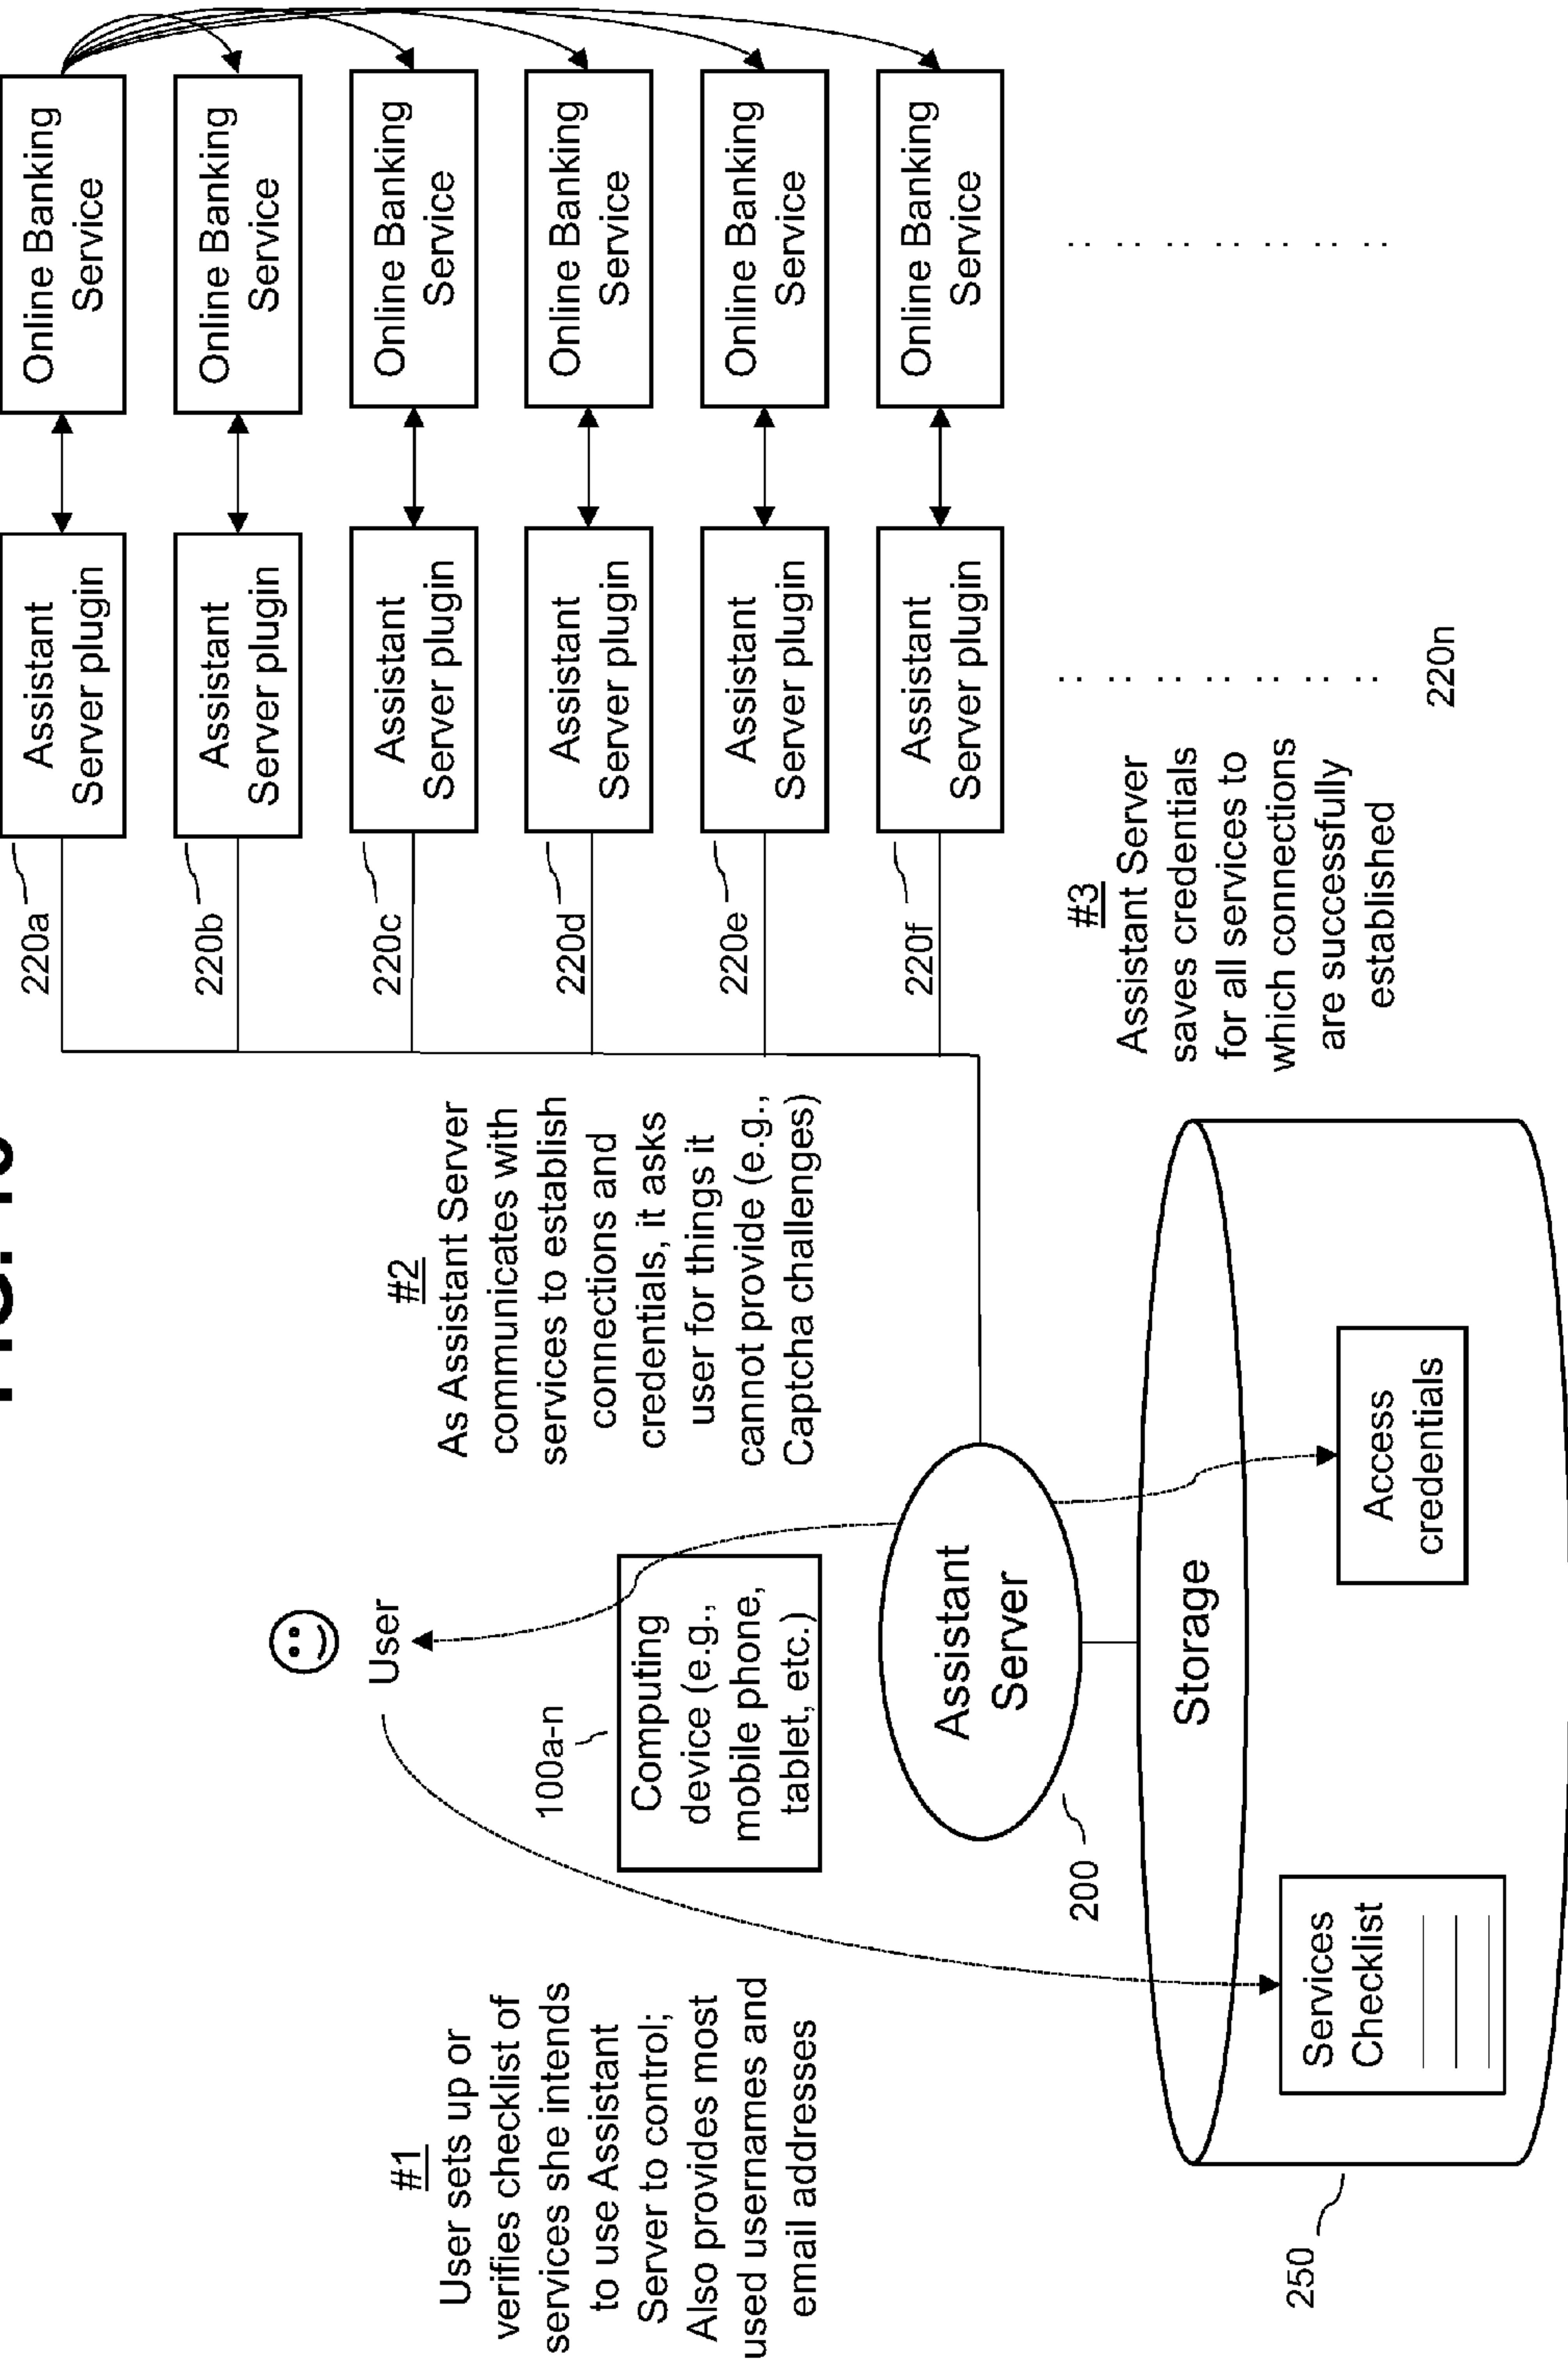 #1
User sets up or
verifies checklist of
services she intends
to use Assistant
Server to control;
Also provides most
used usernames and
email addresses
User
100a-n
Computing
device (e.g.,
mobile phone,
tablet, etc.)
Assistant
Server
200
Storage
250
Services
Checklist
Access
credentials
#2
As Assistant Server
communicates with
services to establish
connections and
credentials, it asks
user for things it
cannot provide (e.g.,
Captcha challenges)
220a
Assistant
Server plugin
Online Banking
Service
220b
Assistant
Server plugin
Online Banking
Service
220c
Assistant
Server plugin
Online Banking
Service
220d
Assistant
Server plugin
Online Banking
Service
220e
Assistant
Server plugin
Online Banking
Service
220f
Assistant
Server plugin
Online Banking
Service
#3
Assistant Server
saves credentials
for all services to
which connections
are successfully
established
220n